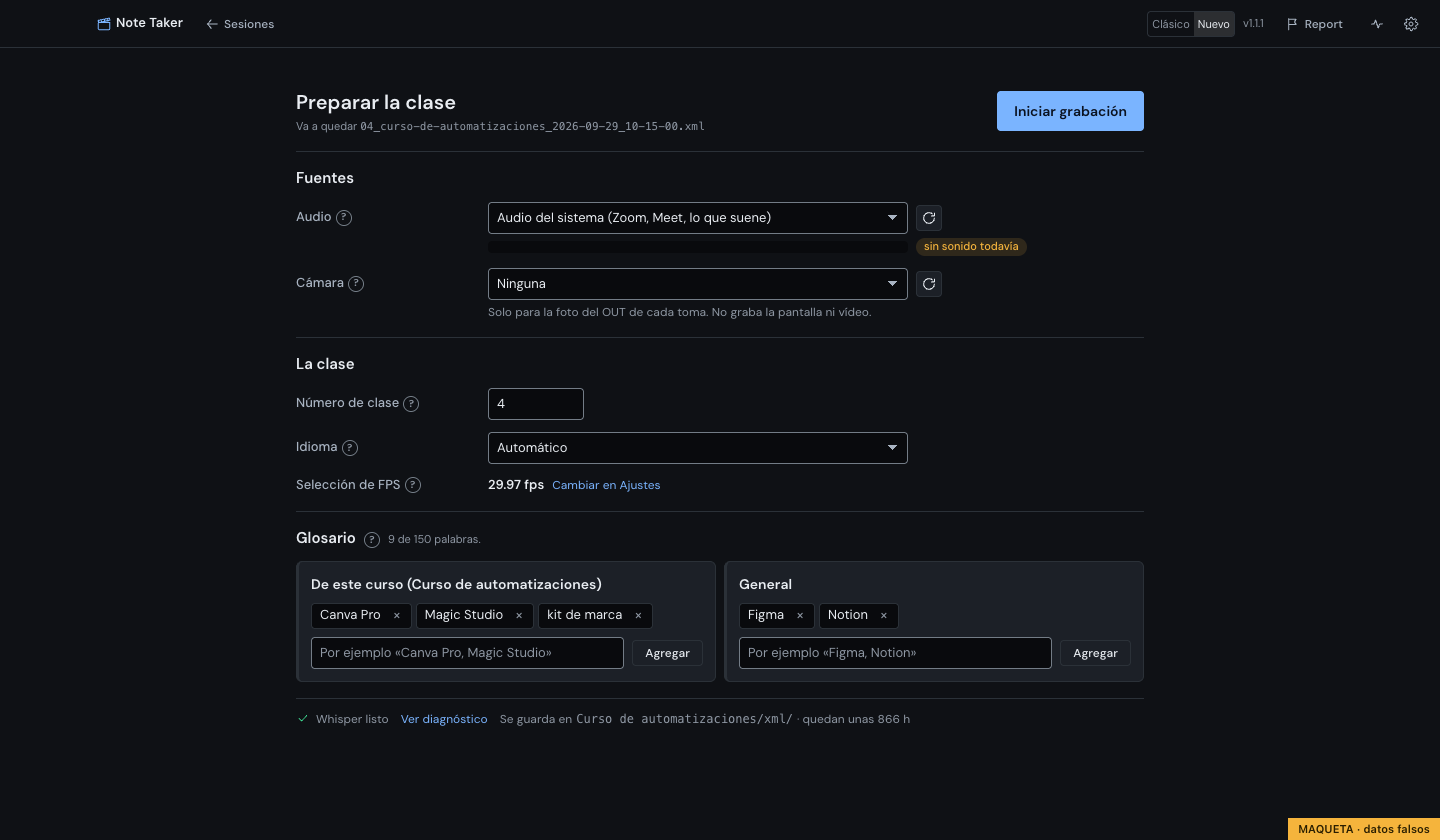 Note Taker
Sesiones
Clásico Nuevo v1.1.1 Report
Preparar la clase
Va a quedar 04_curso-de-automatizaciones_2026-09-29_10-15-00.xml
Iniciar grabación
Fuentes
Audio ? Audio del sistema (Zoom, Meet, lo que suene)
sin sonido todavía
Cámara ? Ninguna
Solo para la foto del OUT de cada toma. No graba la pantalla ni vídeo.
La clase
Número de clase ? 4
Idioma ? Automático
Selección de FPS ? 29.97 fps Cambiar en Ajustes
Glosario ? 9 de 150 palabras.
De este curso (Curso de automatizaciones)
Canva Pro × Magic Studio × kit de marca ×
Por ejemplo «Canva Pro, Magic Studio» Agregar
General
Figma × Notion ×
Por ejemplo «Figma, Notion» Agregar
Whisper listo Ver diagnóstico Se guarda en Curso de automatizaciones/xml/ · quedan unas 866 h
MAQUETA · datos falsos